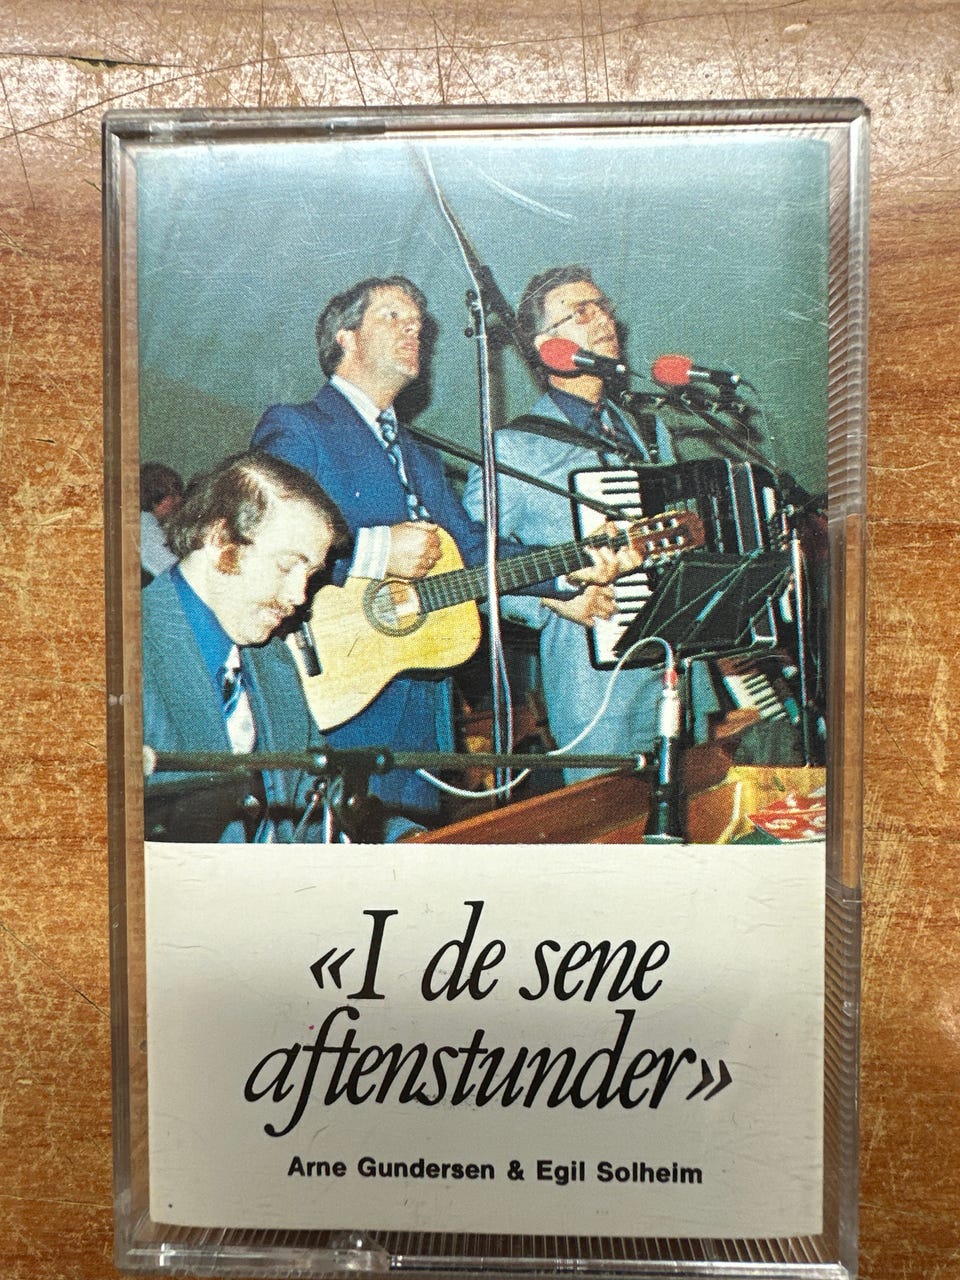 «I de sene
aftenstunder»
Arne Gundersen & Egil Solheim